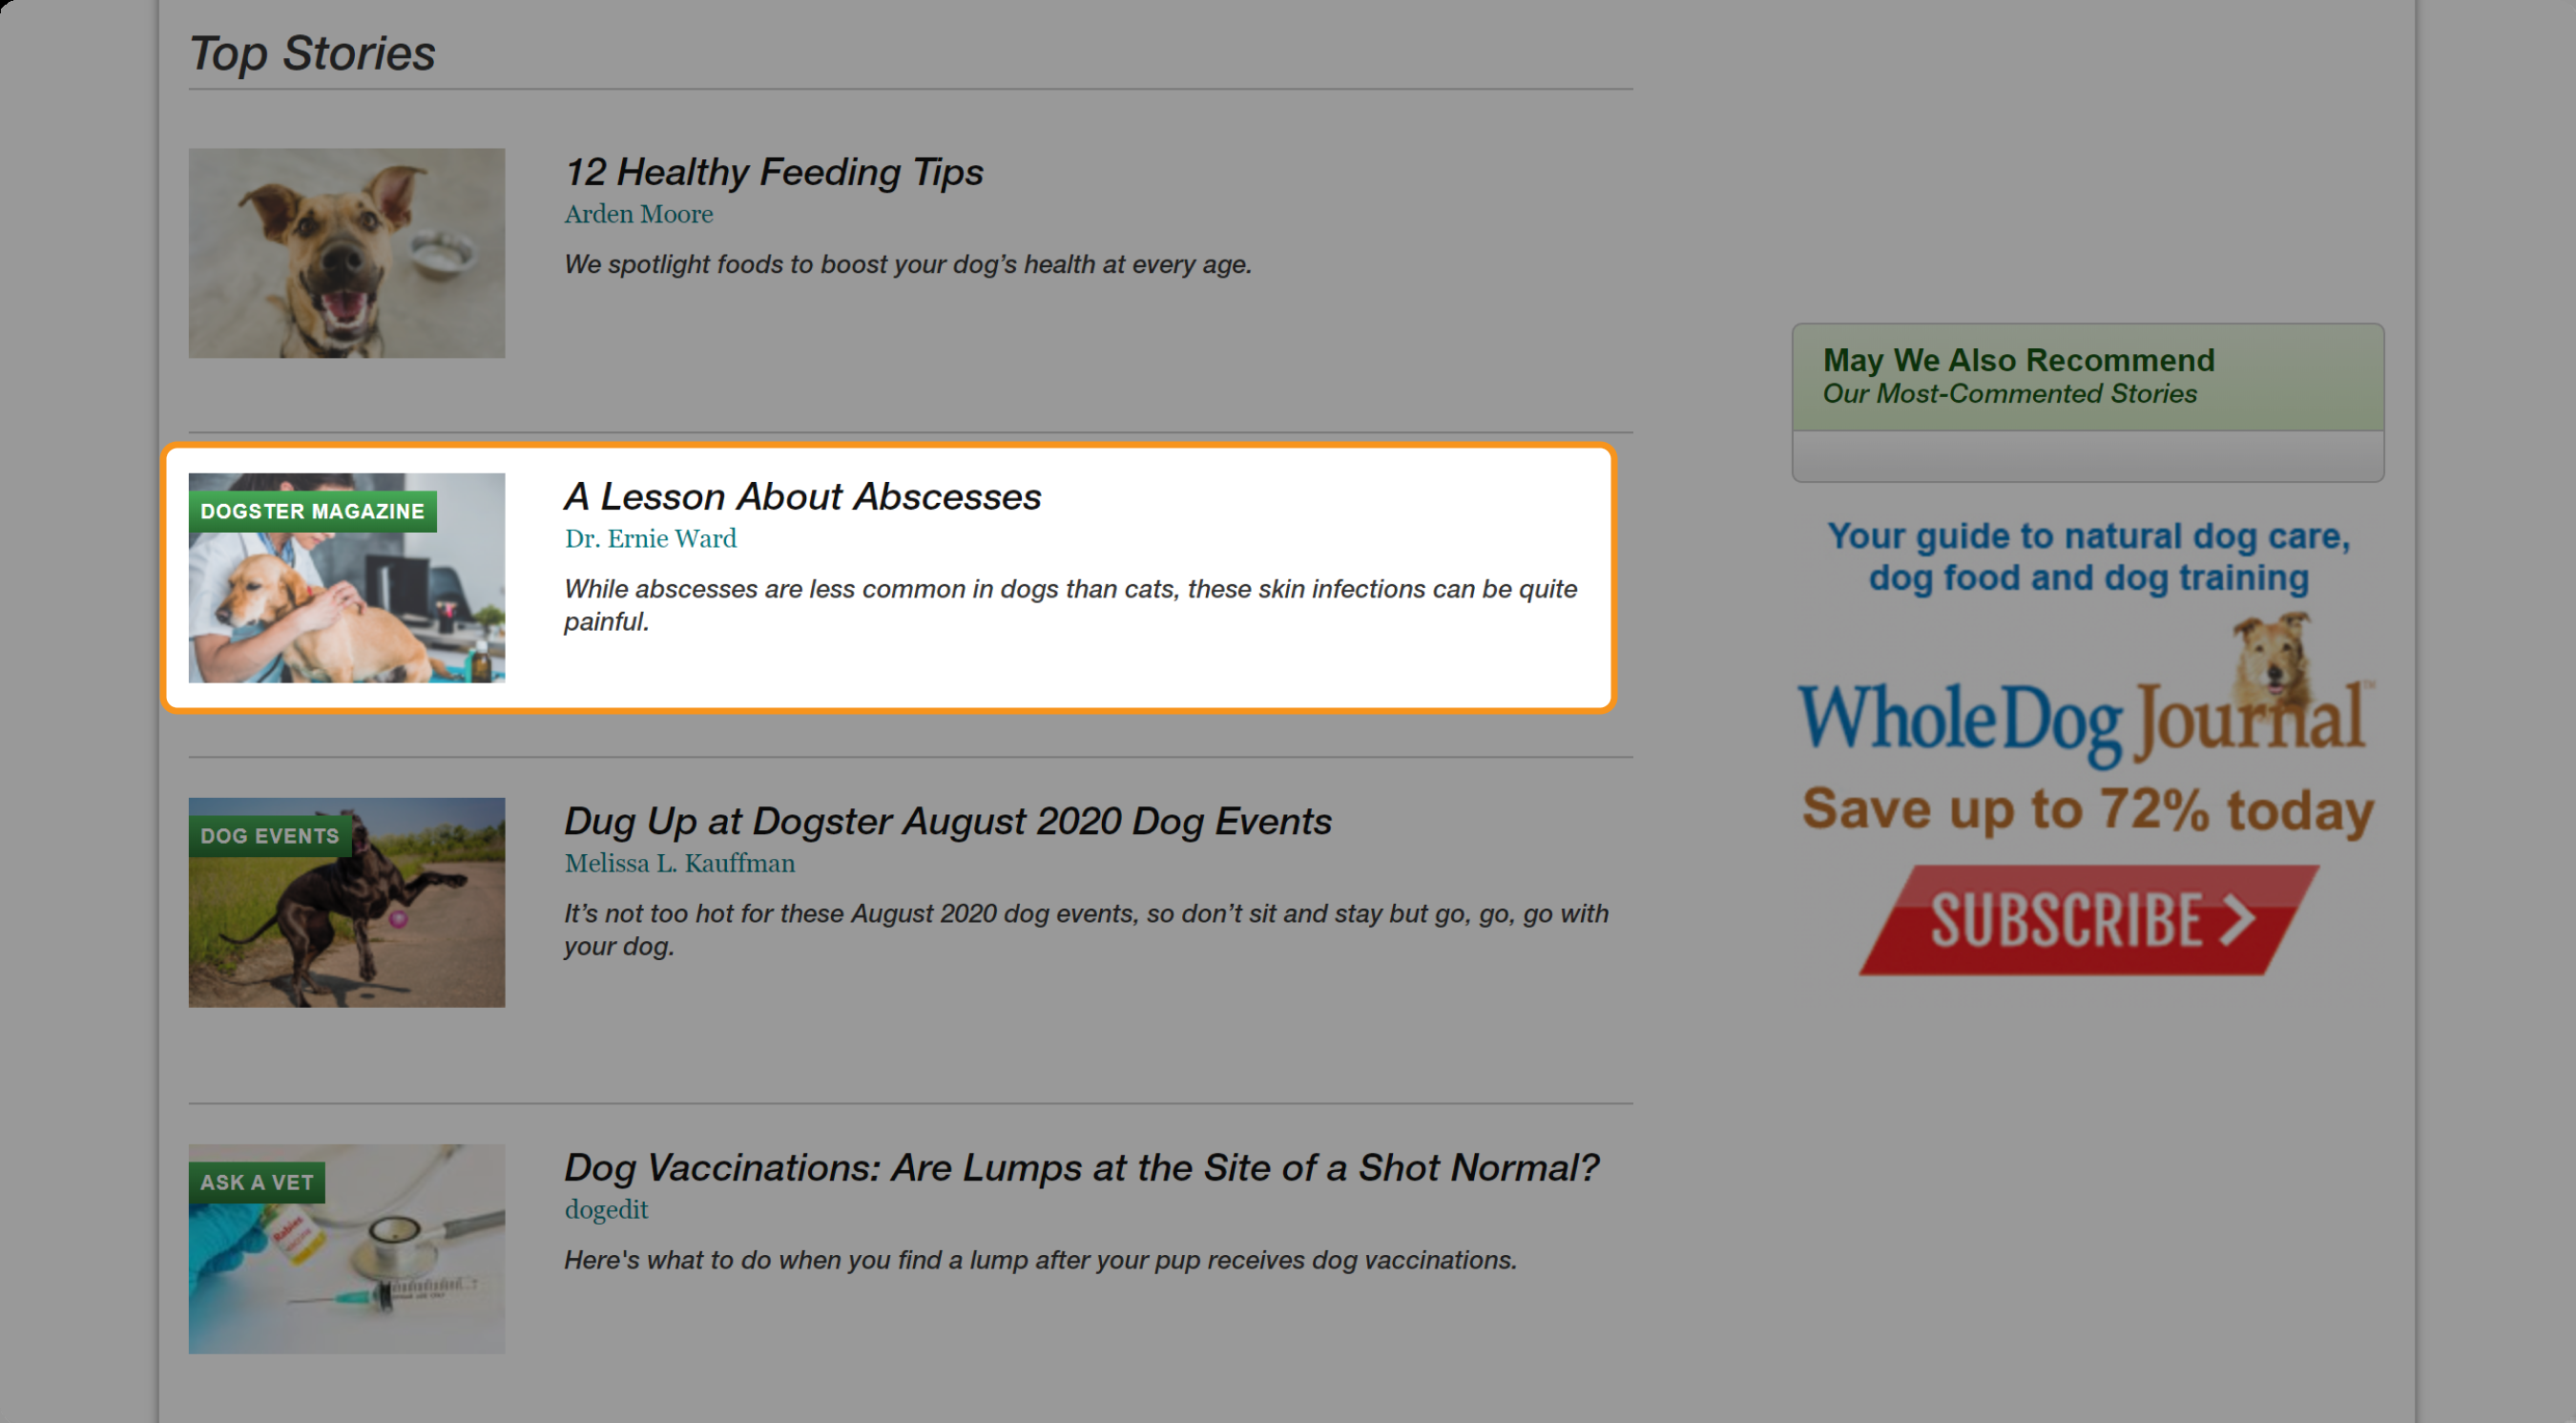 Top Stories
12 Healthy Feeding Tips
Arden Moore
We spotlight foods to boost your dog’s health at every age.
DOGSTER MAGAZINE
A Lesson About Abscesses
Dr. Ernie Ward
While abscesses are less common in dogs than cats, these skin infections can be quite
painful.
DOG EVENTS
Dug Up at Dogster August 2020 Dog Events
Melissa L. Kauffman
It’s not too hot for these August 2020 dog events, so don’t sit and stay but go, go, go with
your dog.
ASK A VET
Rabies
Dog Vaccinations: Are Lumps at the Site of a Shot Normal?
dogedit
Here's what to do when you find a lump after your pup receives dog vaccinations.
May We Also Recommend
Our Most-Commented Stories
Your guide to natural dog care,
dog food and dog training
Whole Dog Journal™
Save up to 72% today
SUBSCRIBE >